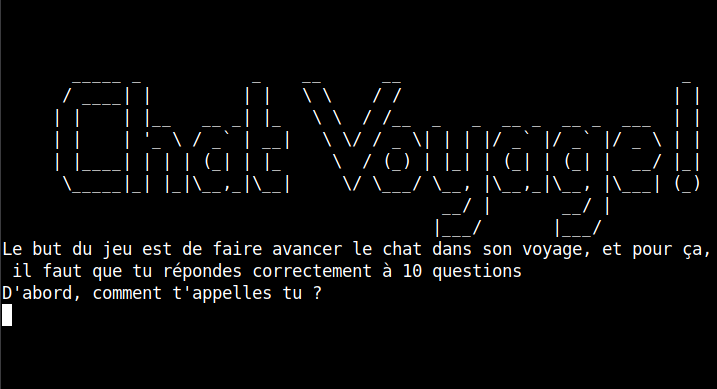 Chat Voyage!
Le but du jeu est de faire avancer le chat dans son voyage, et pour ça,
il faut que tu répondes correctement à 10 questions
D'abord, comment t'appelles tu ?